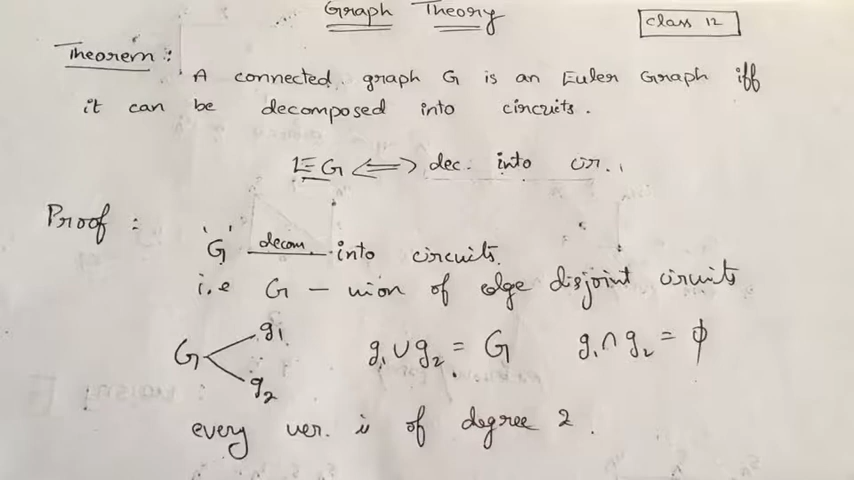 Graph Theory
class 12
Theorem :
A connected graph G is an Euler Graph iff
it can be decomposed into circuits.
EG <=> dec. into cir.
Proof :
'G' decom. into circuits.
i.e G - union of edge disjoint circuits
G g1 g2 g1 ∪ g2 = G g1 ∩ g2 = ϕ
every ver. is of degree 2.